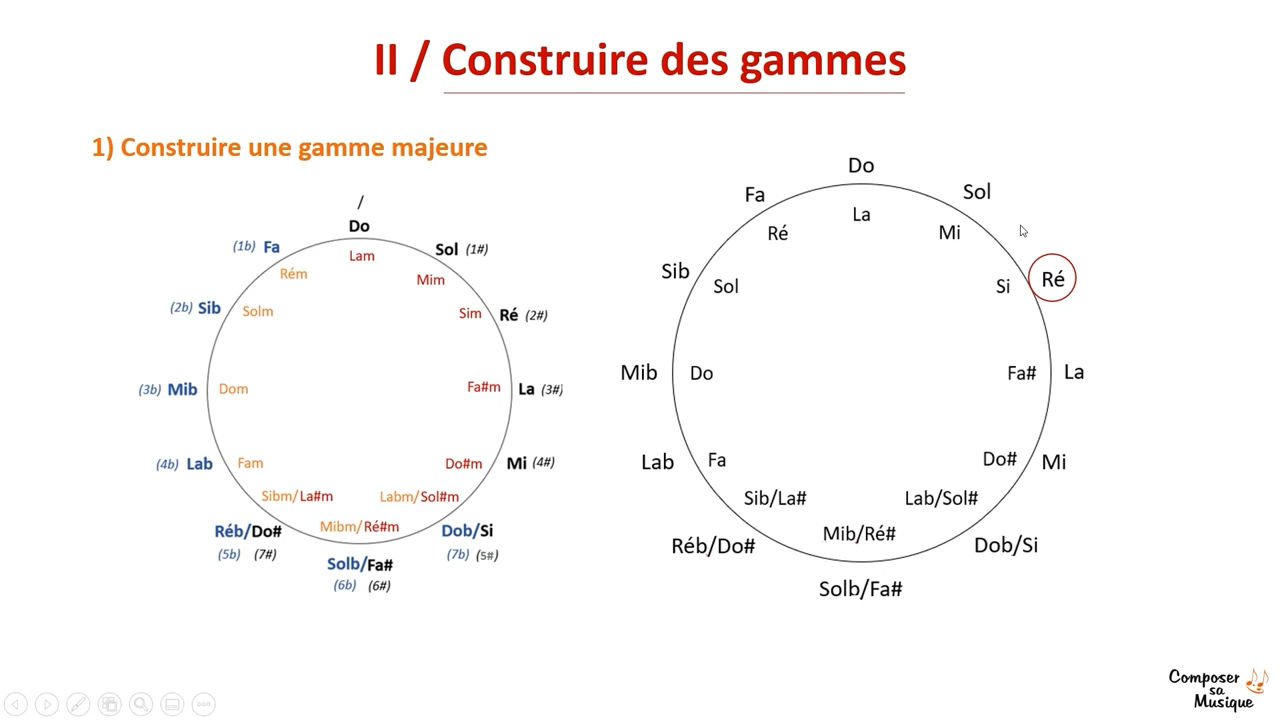 II / Construire des gammes
1) Construire une gamme majeure
/
Do
(1b) Fa
Lam
Sol (1#)
Rém
Mim
(2b) Sib
Solm
Sim
Ré (2#)
(3b) Mib
Dom
Fa#m
La (3#)
(4b) Lab
Fam
Do#m
Mi (4#)
Sibm/La#m
Labm/Sol#m
Réb/Do#
Mibm/Ré#m
Dob/Si
(5b) (7#)
(7b) (5#)
Solb/Fa#
(6b) (6#)
Do
Fa
Sol
La
Ré
Mi
Sib
Sol
Si
Ré
Mib
Do
Fa#
La
Lab
Fa
Do#
Mi
Sib/La#
Lab/Sol#
Réb/Do#
Mib/Ré#
Dob/Si
Solb/Fa#
Composer
sa
Musique